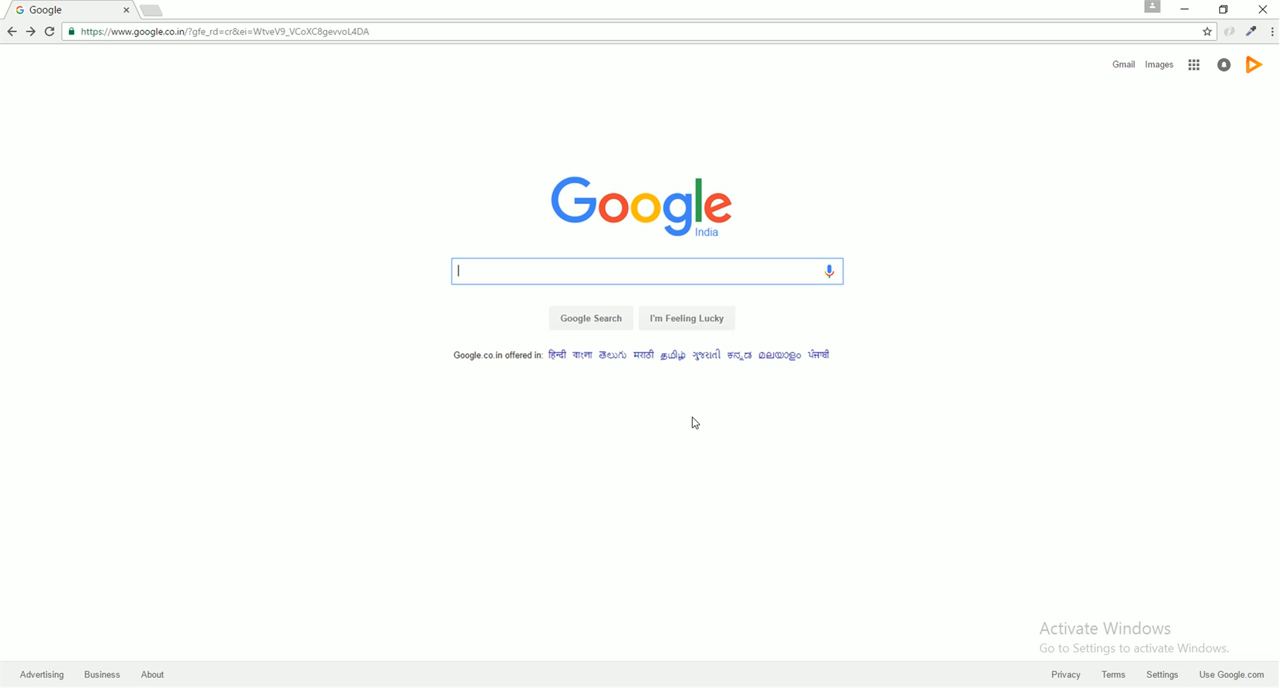 Google
https://www.google.co.in/?gfe_rd=cr&ei=WtveV9_VCoXC8gevvoL4DA
Gmail Images
Google
India
Google Search I'm Feeling Lucky
Google.co.in offered in: हिन्दी বাংলা తెలుగు मराठी தமிழ் ગુજરાતી ಕನ್ನಡ മലയാളം ਪੰਜਾਬੀ
Activate Windows
Go to Settings to activate Windows.
Advertising Business About Privacy Terms Settings Use Google.com